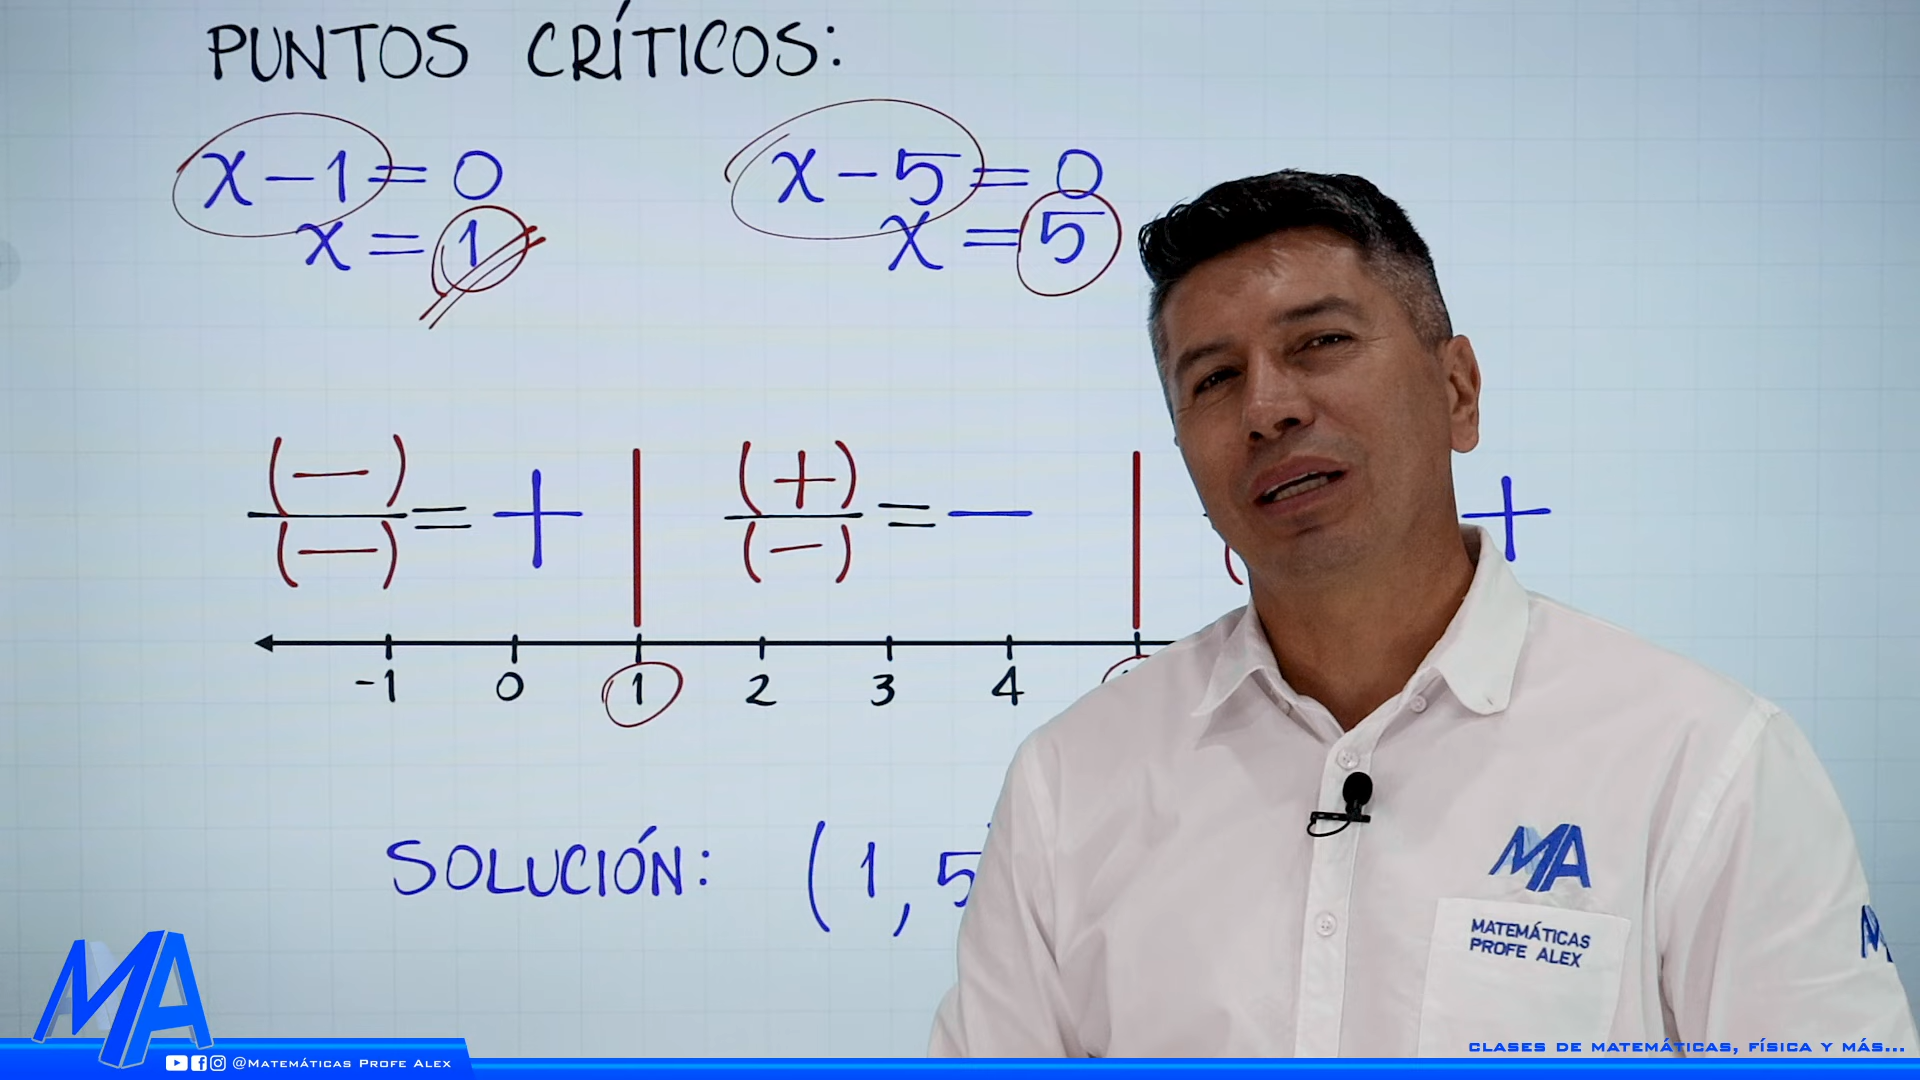 PUNTOS CRÍTICOS:
x - 1 = 0
x - 5 = 0
x = 1
x = 5
(-)/(-) = +
(+)/(-) = -
+
-1 0 1 2 3 4
SOLUCIÓN: (1, 5
MA
MATEMÁTICAS
PROFE ALEX
MA
@MATEMÁTICAS PROFE ALEX
CLASES DE MATEMÁTICAS, FÍSICA Y MÁS...